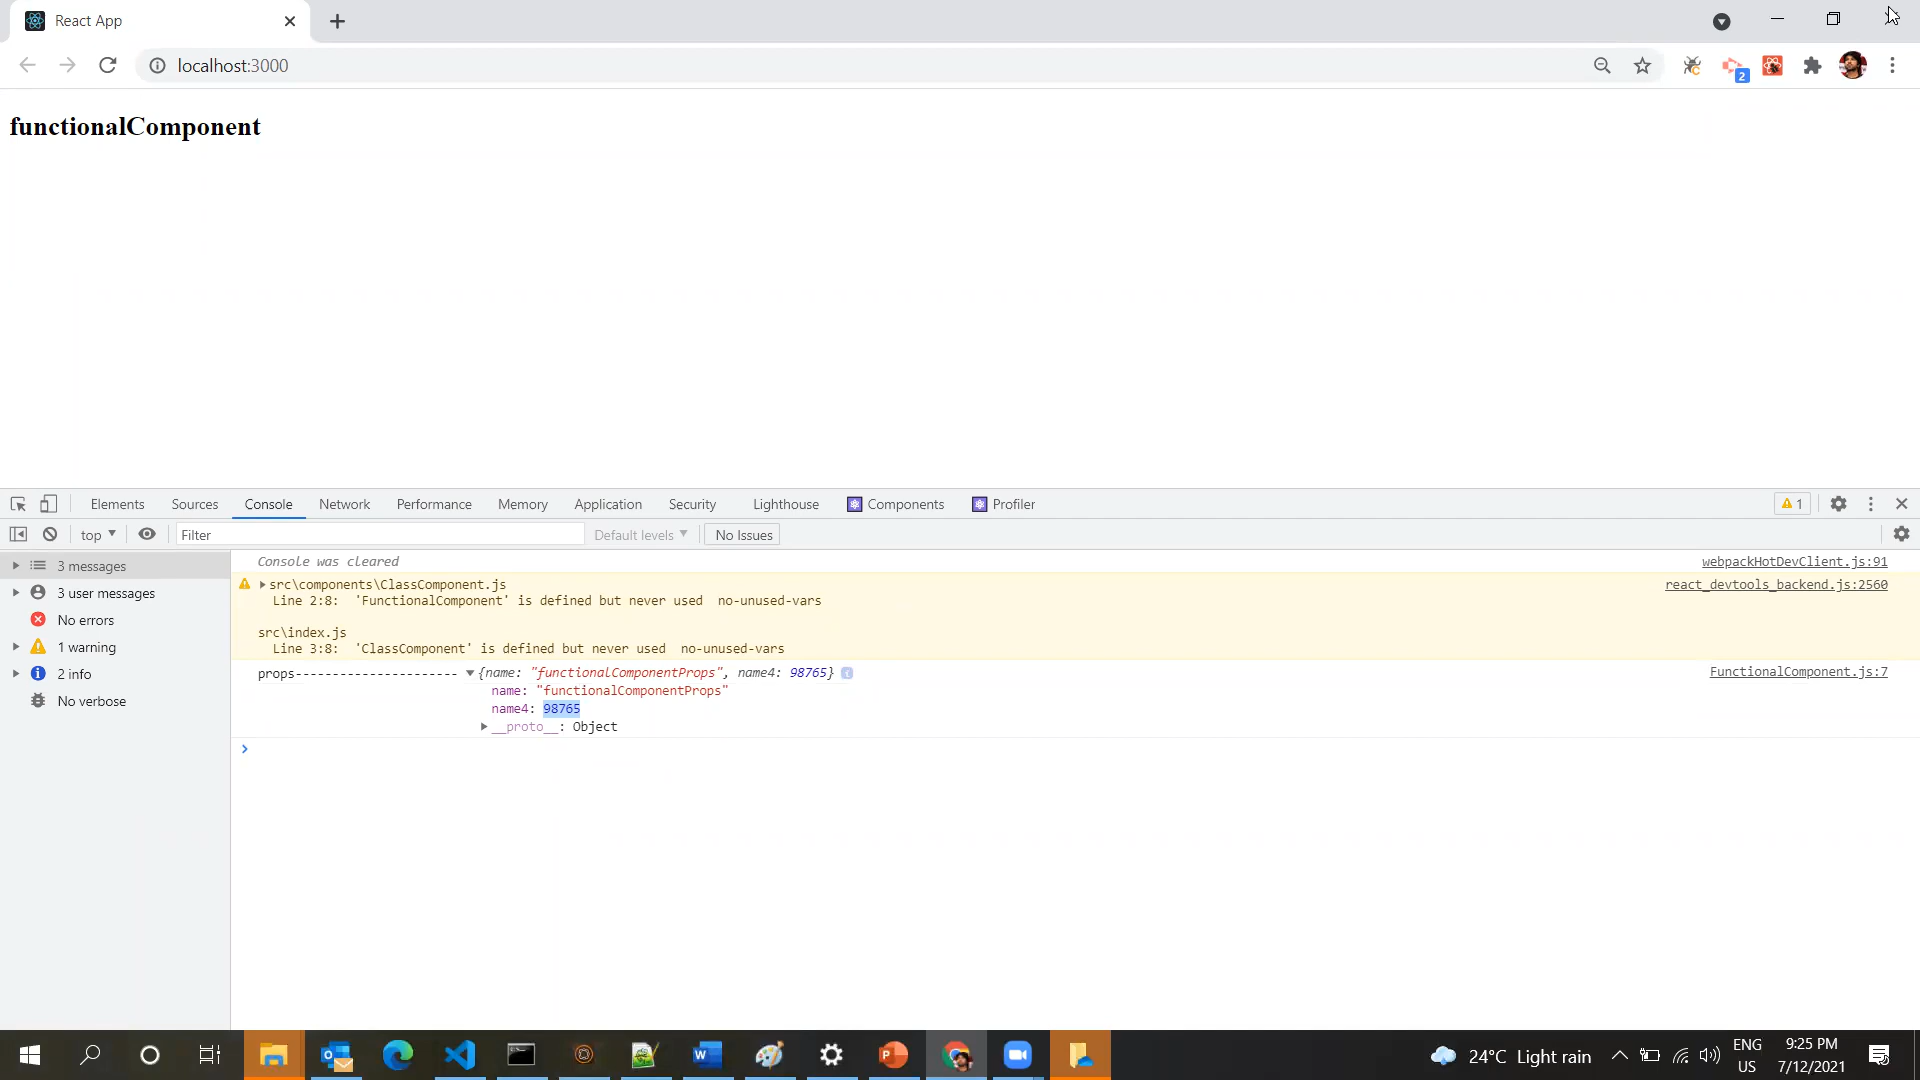 React App
localhost:3000
2
functionalComponent
Elements Sources Console Network Performance Memory Application Security Lighthouse Components Profiler 1
top Filter Default levels No Issues
3 messages
3 user messages
No errors
1 warning
2 info
No verbose
Console was cleared webpackHotDevClient.js:91
src\components\ClassComponent.js react_devtools_backend.js:2560
Line 2:8: 'FunctionalComponent' is defined but never used no-unused-vars
src\index.js
Line 3:8: 'ClassComponent' is defined but never used no-unused-vars
props---------------------- {name: "functionalComponentProps", name4: 98765} FunctionalComponent.js:7
name: "functionalComponentProps"
name4: 98765
__proto__: Object
24°C Light rain
ENG
US
9:25 PM
7/12/2021